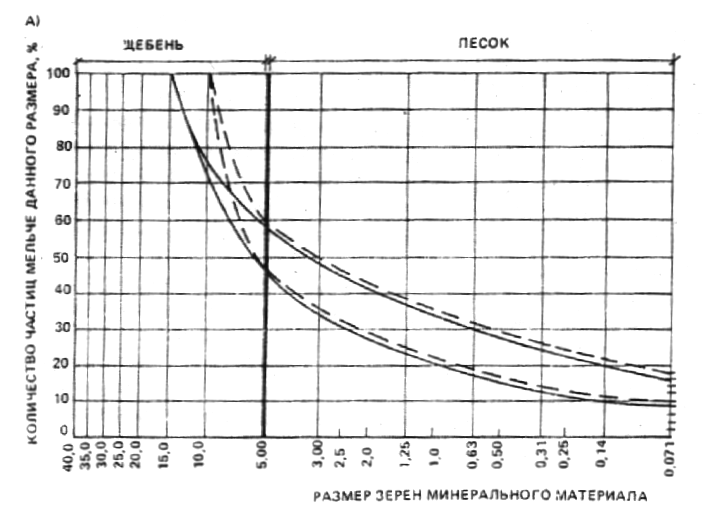 А)
ЩЕБЕНЬ ПЕСОК
КОЛИЧЕСТВО ЧАСТИЦ МЕЛЬЧЕ ДАННОГО РАЗМЕРА, %
100
90
80
70
60
50
40
30
20
10
0
40,0 35,0 30,0 25,0 20,0 15,0 10,0 5,00 3,00 2,5 2,0 1,25 1,0 0,63 0,50 0,31 0,25 0,14 0,071
РАЗМЕР ЗЕРЕН МИНЕРАЛЬНОГО МАТЕРИАЛА